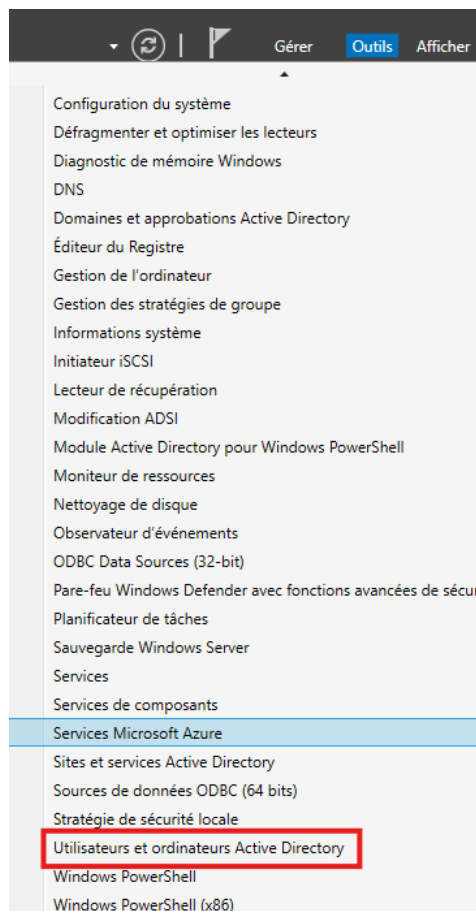 Gérer Outils Afficher
Configuration du système
Défragmenter et optimiser les lecteurs
Diagnostic de mémoire Windows
DNS
Domaines et approbations Active Directory
Éditeur du Registre
Gestion de l'ordinateur
Gestion des stratégies de groupe
Informations système
Initiateur iSCSI
Lecteur de récupération
Modification ADSI
Module Active Directory pour Windows PowerShell
Moniteur de ressources
Nettoyage de disque
Observateur d'événements
ODBC Data Sources (32-bit)
Pare-feu Windows Defender avec fonctions avancées de sécur
Planificateur de tâches
Sauvegarde Windows Server
Services
Services de composants
Services Microsoft Azure
Sites et services Active Directory
Sources de données ODBC (64 bits)
Stratégie de sécurité locale
Utilisateurs et ordinateurs Active Directory
Windows PowerShell
Windows PowerShell (x86)